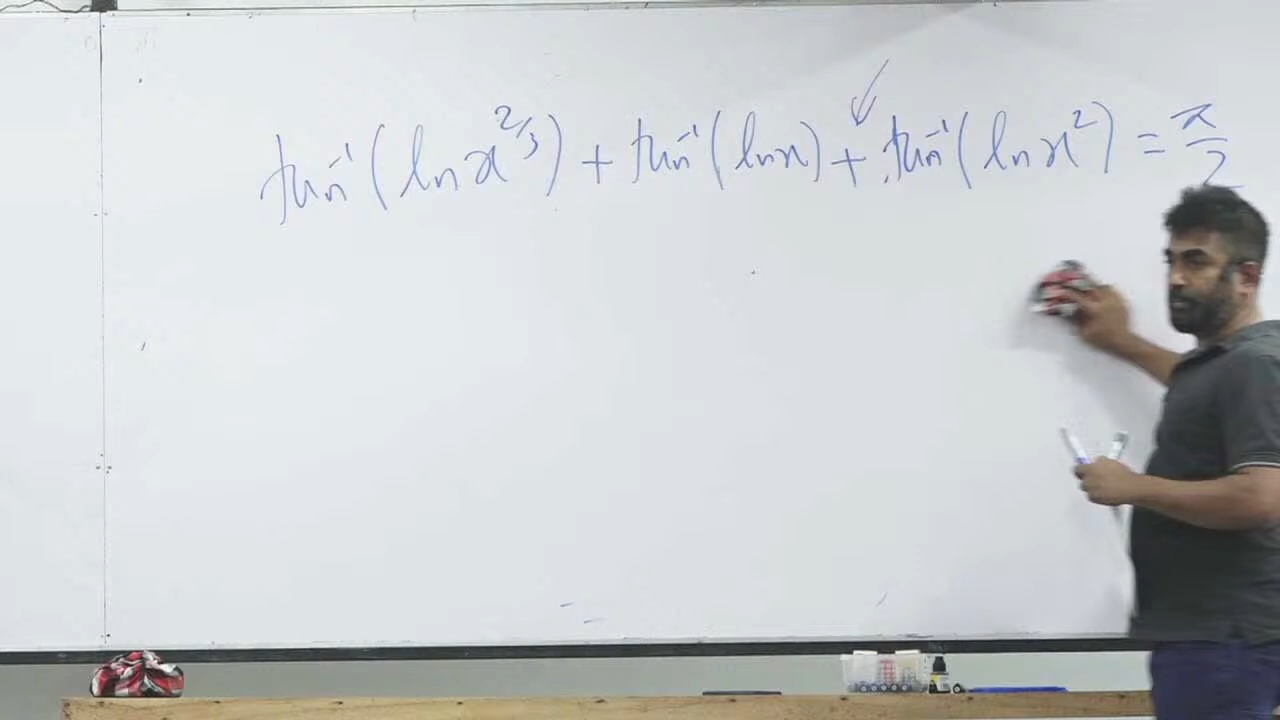 tan⁻¹(ln x^{2/3}) + tan⁻¹(ln x) + tan⁻¹(ln x²) = π/2